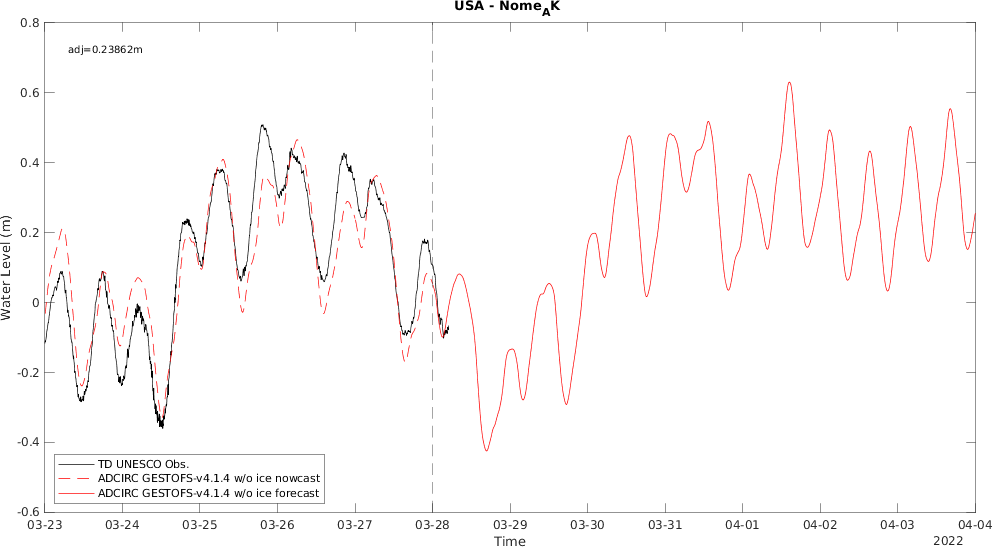 USA - Nome_AK
adj=0.23862m
0.8
0.6
0.4
0.2
0
-0.2
-0.4
-0.6
Water Level (m)
TD UNESCO Obs.
ADCIRC GESTOFS-v4.1.4 w/o ice nowcast
ADCIRC GESTOFS-v4.1.4 w/o ice forecast
03-23 03-24 03-25 03-26 03-27 03-28 03-29 03-30 03-31 04-01 04-02 04-03 04-04
Time
2022